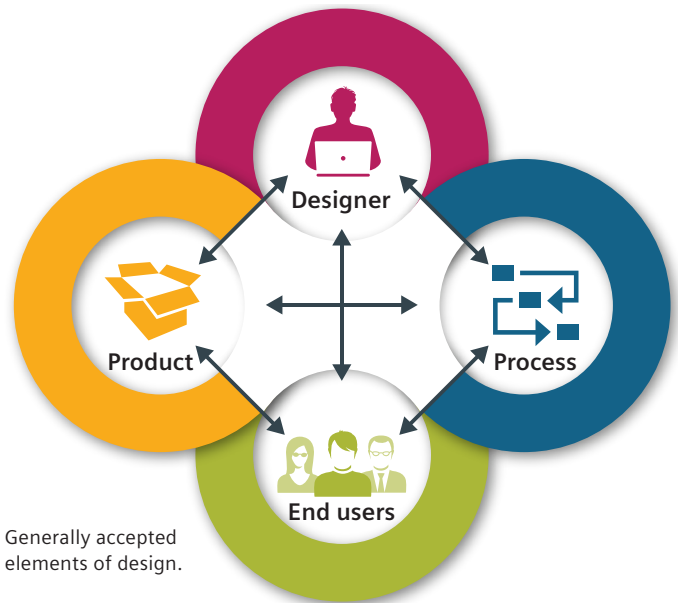 Designer
Product
Process
End users
Generally accepted
elements of design.